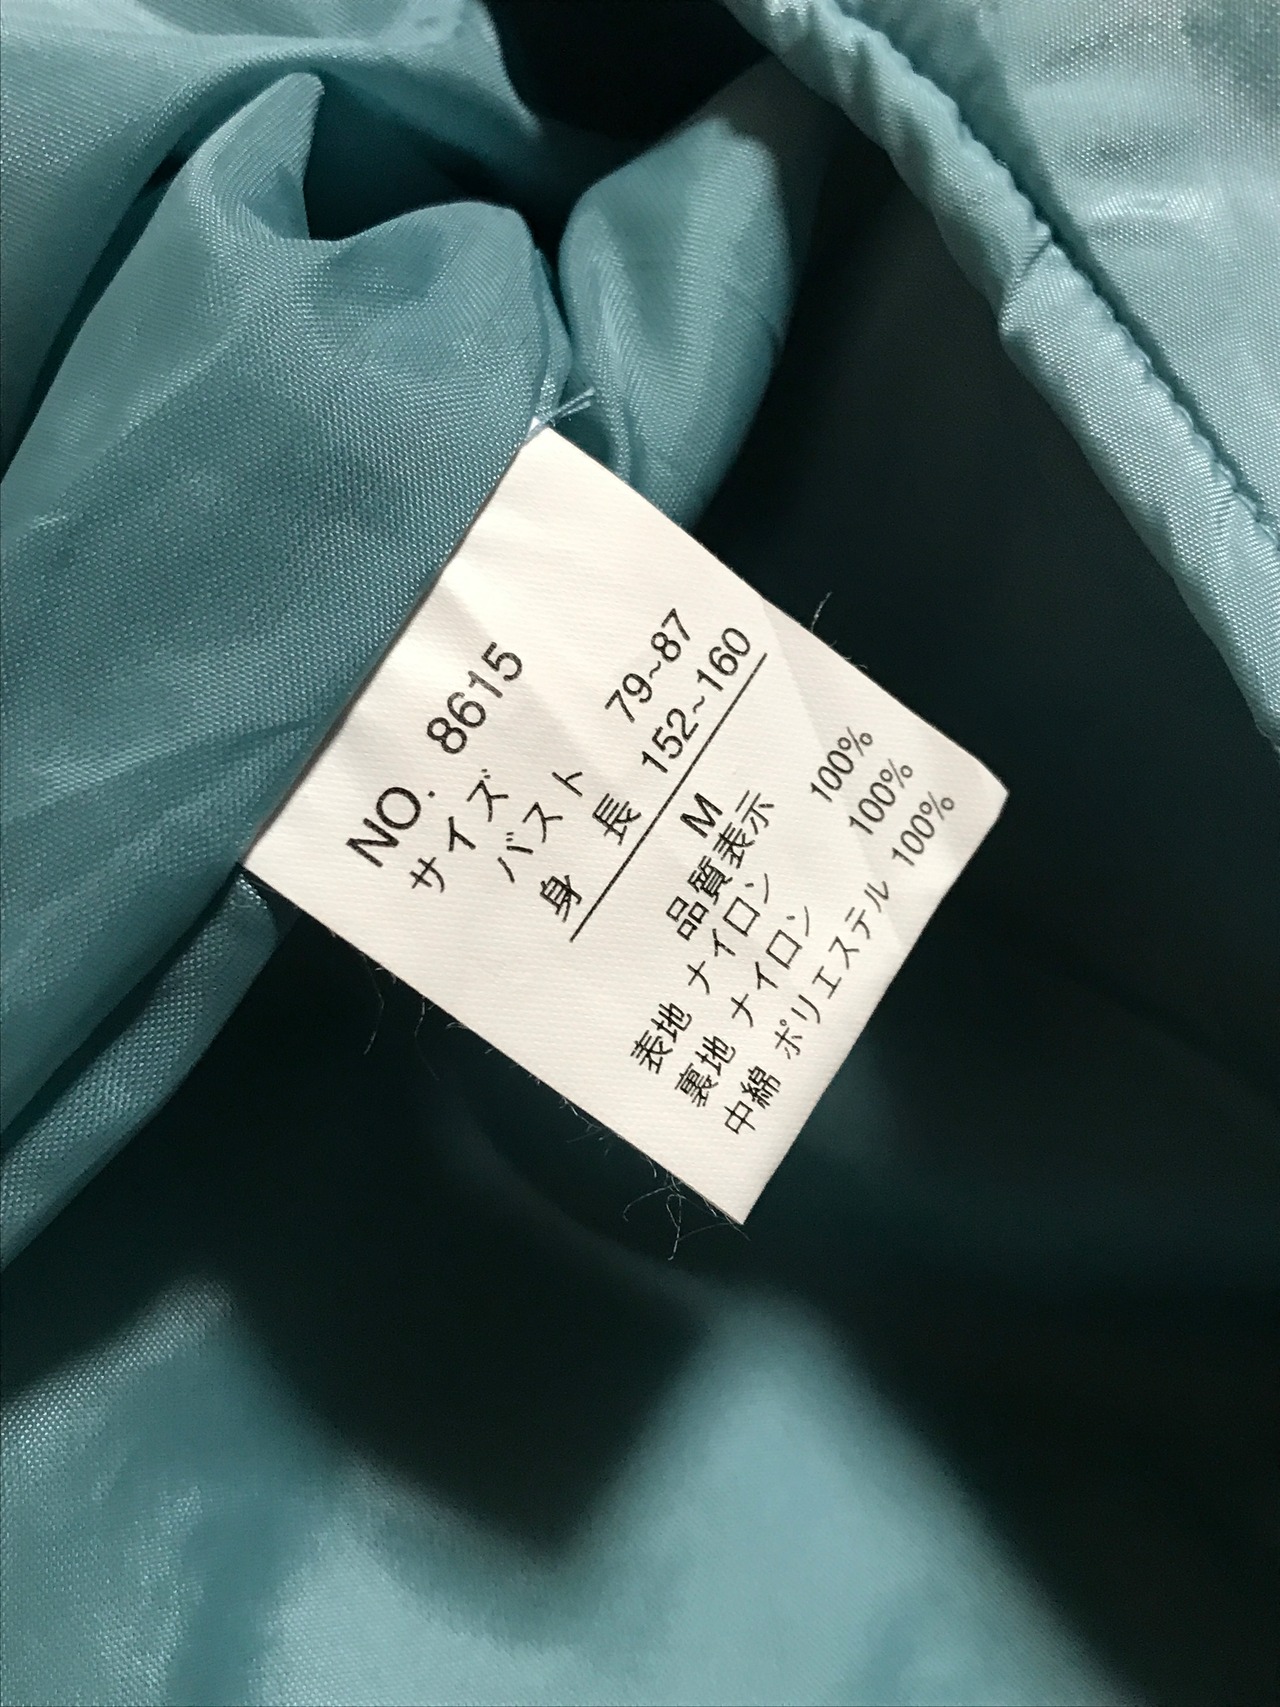 NO. 8615
サイズ
バスト 79~87
身 長 152~160
M
品質表示
表地 ナイロン 100%
裏地 ナイロン 100%
中綿 ポリエステル 100%